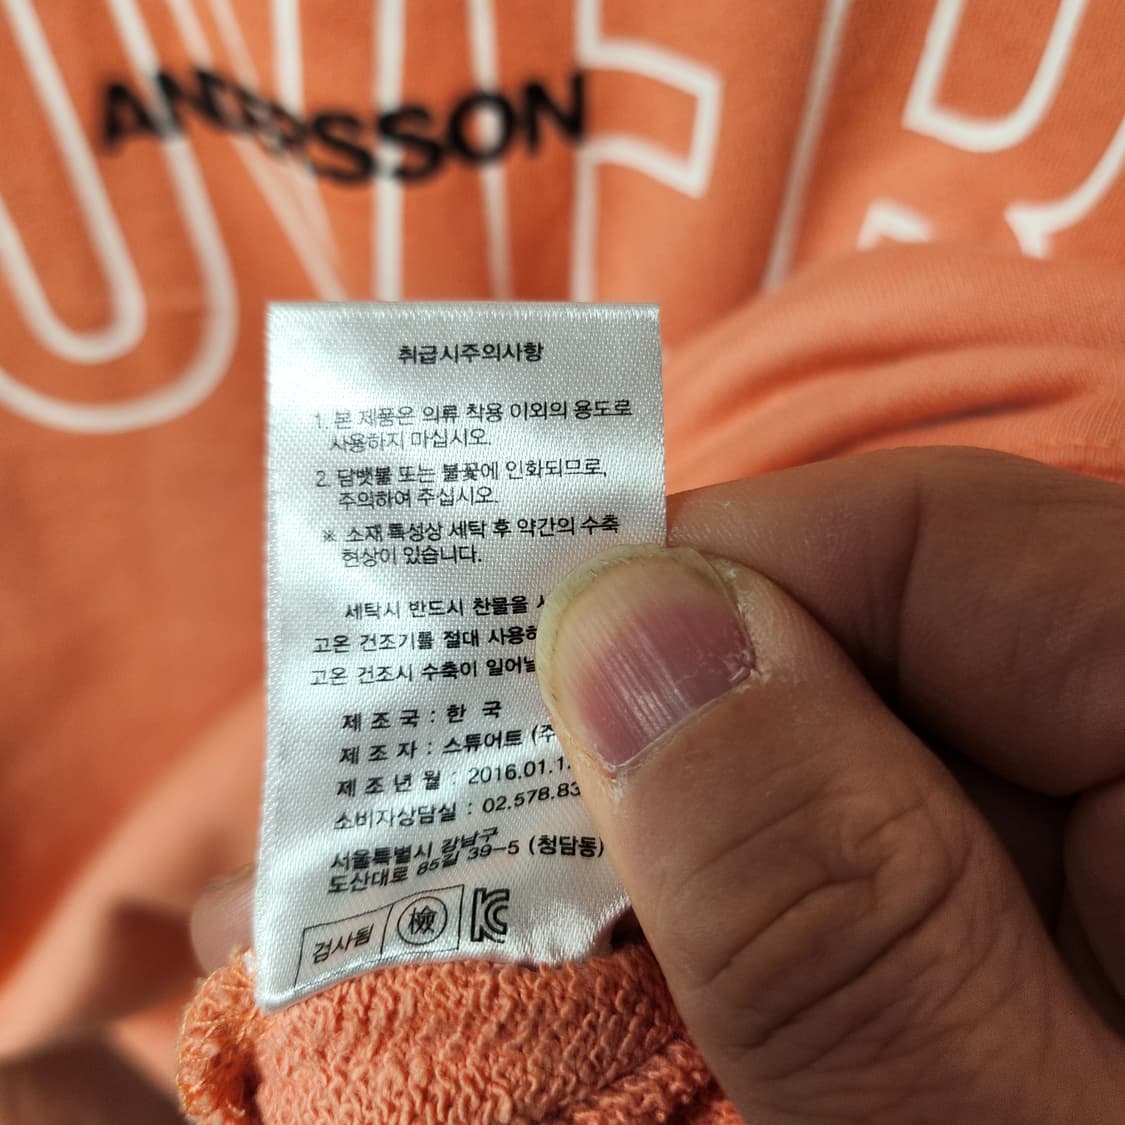 ANDERSSON
취급시주의사항
1. 본 제품은 의류 착용 이외의 용도로
사용하지 마십시오.
2. 담뱃불 또는 불꽃에 인화되므로,
주의하여 주십시오.
※ 소재 특성상 세탁 후 약간의 수축
현상이 있습니다.
세탁시 반드시 찬물을
고온 건조기를 절대
고온 건조시 수축이
제 조 국 : 한 국
제 조 자 : 스튜어트 (주
제 조 년 월 : 2016.01.1
소비자상담실 : 02.578.83
서울특별시 강남구
도산대로 85길 39-5 (청담동)
검사됨 檢 KC